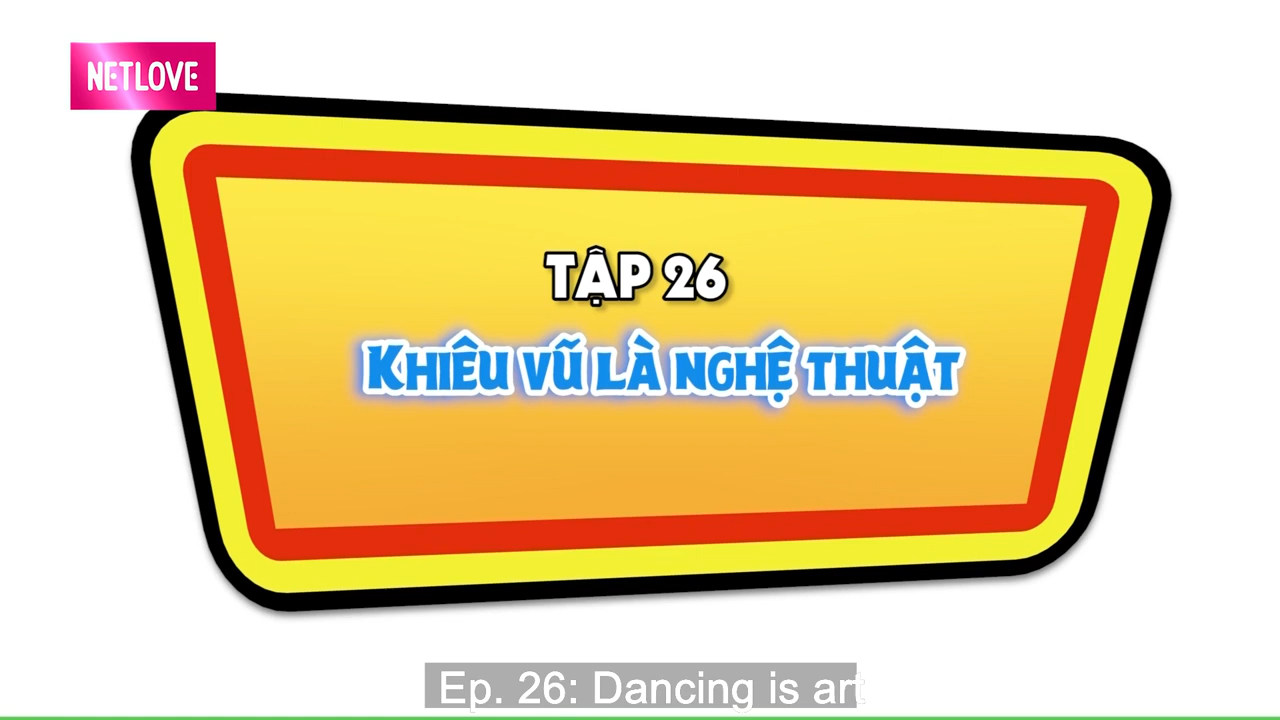 NETLOVE
TẬP 26
KHIÊU VŨ LÀ NGHỆ THUẬT
Ep. 26: Dancing is art